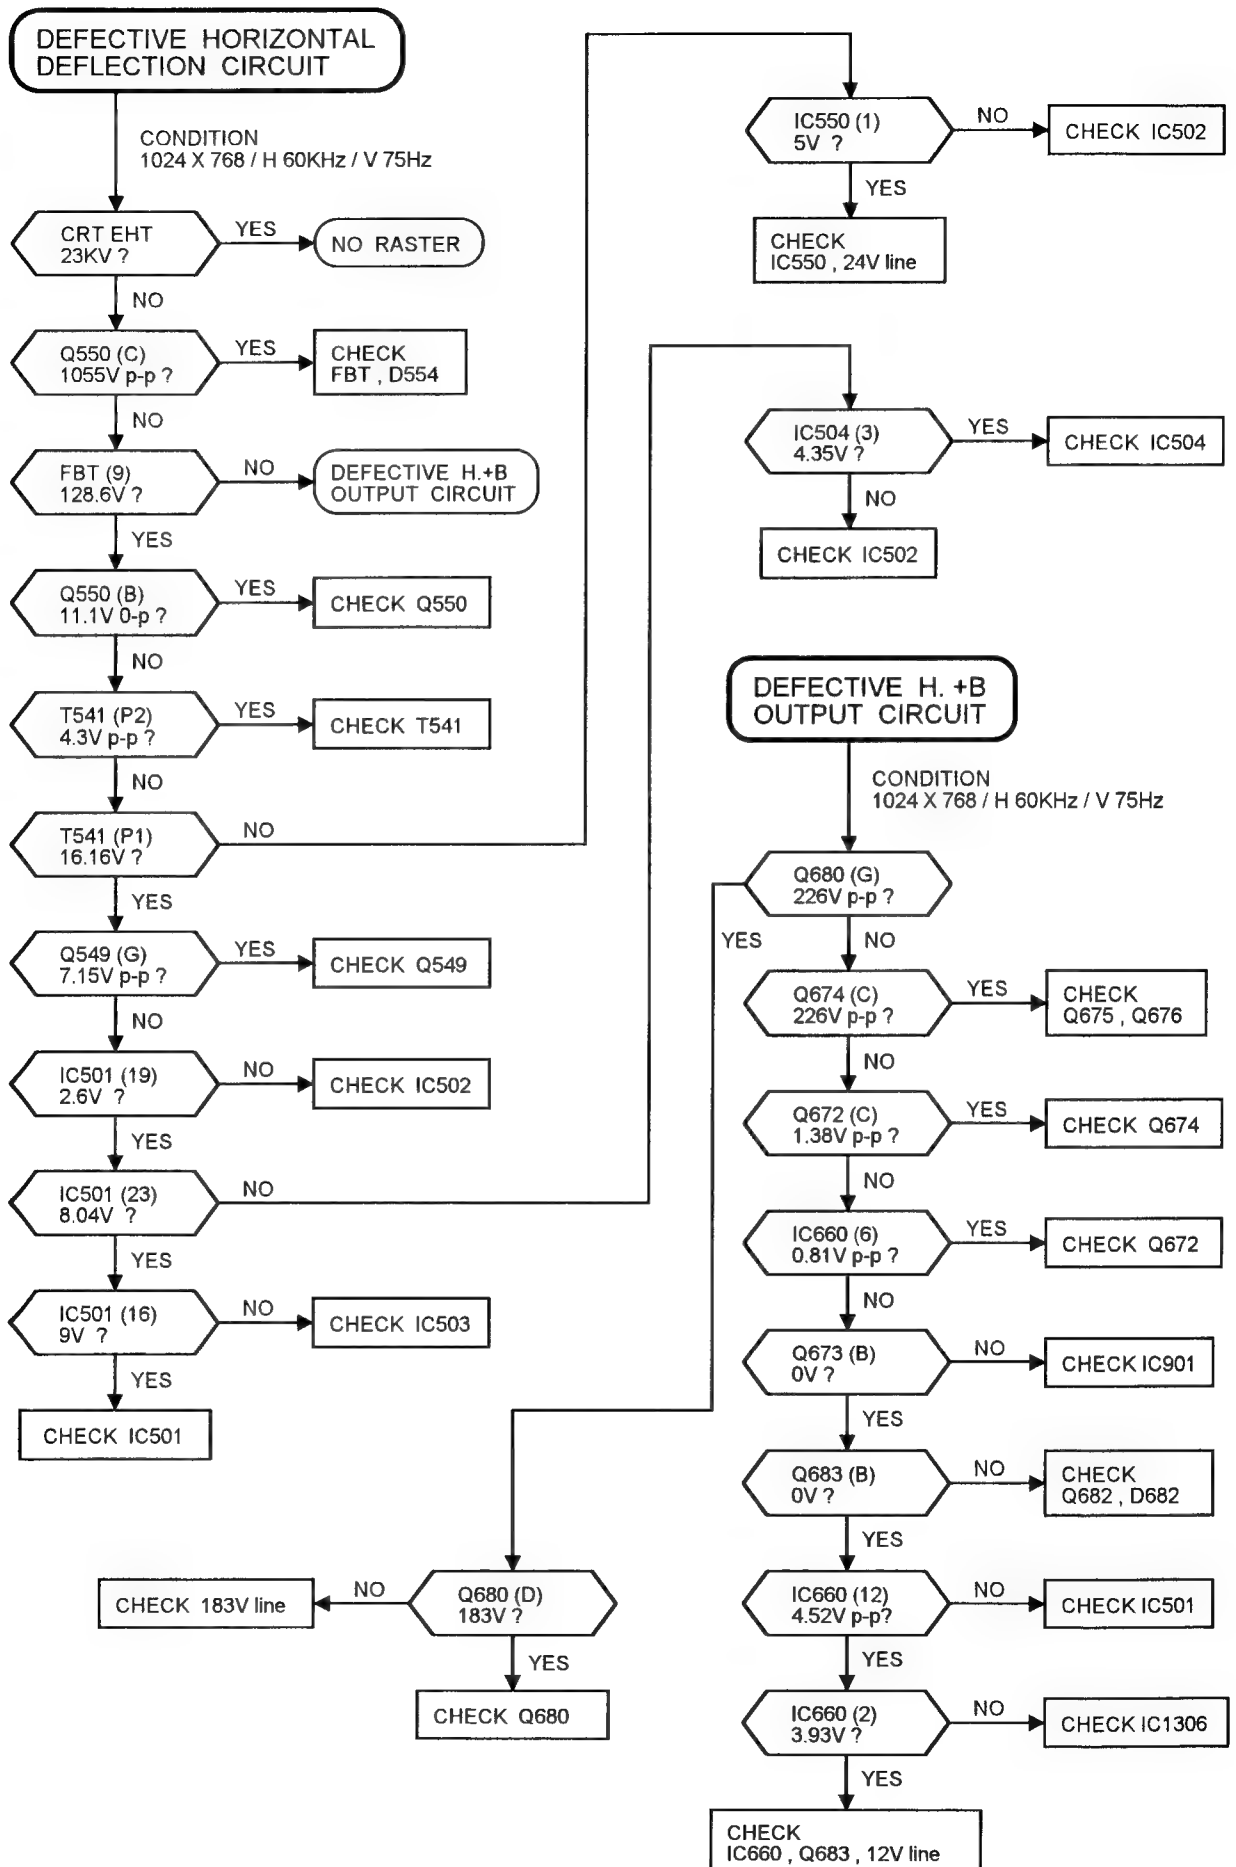 DEFECTIVE HORIZONTAL
DEFLECTION CIRCUIT
CONDITION
1024 X 768 / H 60KHz / V 75Hz
CRT EHT
23KV ?
YES
NO RASTER
NO
Q550 (C)
1055V p-p ?
YES
CHECK
FBT , D554
NO
FBT (9)
128.6V ?
NO
DEFECTIVE H.+B
OUTPUT CIRCUIT
YES
Q550 (B)
11.1V 0-p ?
YES
CHECK Q550
NO
T541 (P2)
4.3V p-p ?
YES
CHECK T541
NO
T541 (P1)
16.16V ?
NO
YES
Q549 (G)
7.15V p-p ?
YES
CHECK Q549
NO
IC501 (19)
2.6V ?
NO
CHECK IC502
YES
IC501 (23)
8.04V ?
NO
YES
IC501 (16)
9V ?
NO
CHECK IC503
YES
CHECK IC501
IC550 (1)
5V ?
NO
CHECK IC502
YES
CHECK
IC550 , 24V line
IC504 (3)
4.35V ?
YES
CHECK IC504
NO
CHECK IC502
DEFECTIVE H. +B
OUTPUT CIRCUIT
CONDITION
1024 X 768 / H 60KHz / V 75Hz
Q680 (G)
226V p-p ?
YES
NO
Q674 (C)
226V p-p ?
YES
CHECK
Q675 , Q676
NO
Q672 (C)
1.38V p-p ?
YES
CHECK Q674
NO
IC660 (6)
0.81V p-p ?
YES
CHECK Q672
NO
Q673 (B)
0V ?
NO
CHECK IC901
YES
Q683 (B)
0V ?
NO
CHECK
Q682 , D682
YES
IC660 (12)
4.52V p-p?
NO
CHECK IC501
YES
IC660 (2)
3.93V ?
NO
CHECK IC1306
YES
CHECK
IC660 , Q683 , 12V line
Q680 (D)
183V ?
NO
CHECK 183V line
YES
CHECK Q680